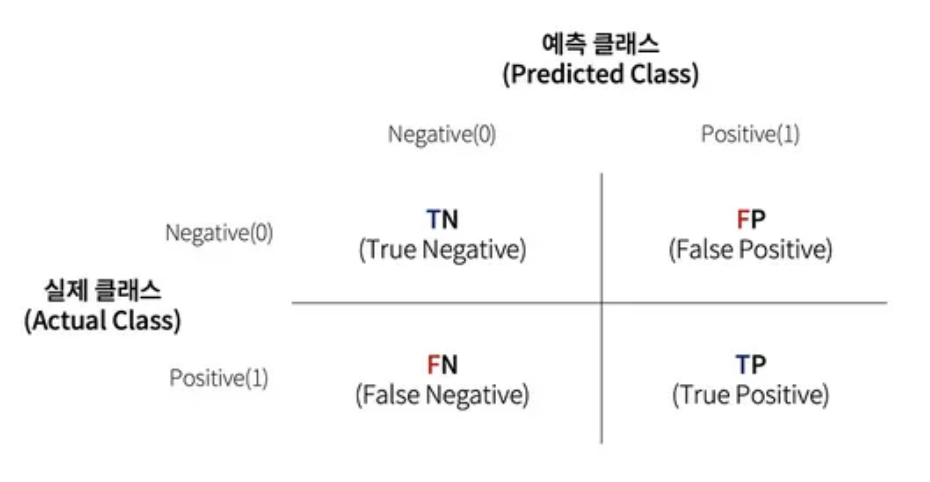 예측 클래스
(Predicted Class)
Negative(0)
Positive(1)
Negative(0)
TN
(True Negative)
FP
(False Positive)
실제 클래스
(Actual Class)
Positive(1)
FN
(False Negative)
TP
(True Positive)